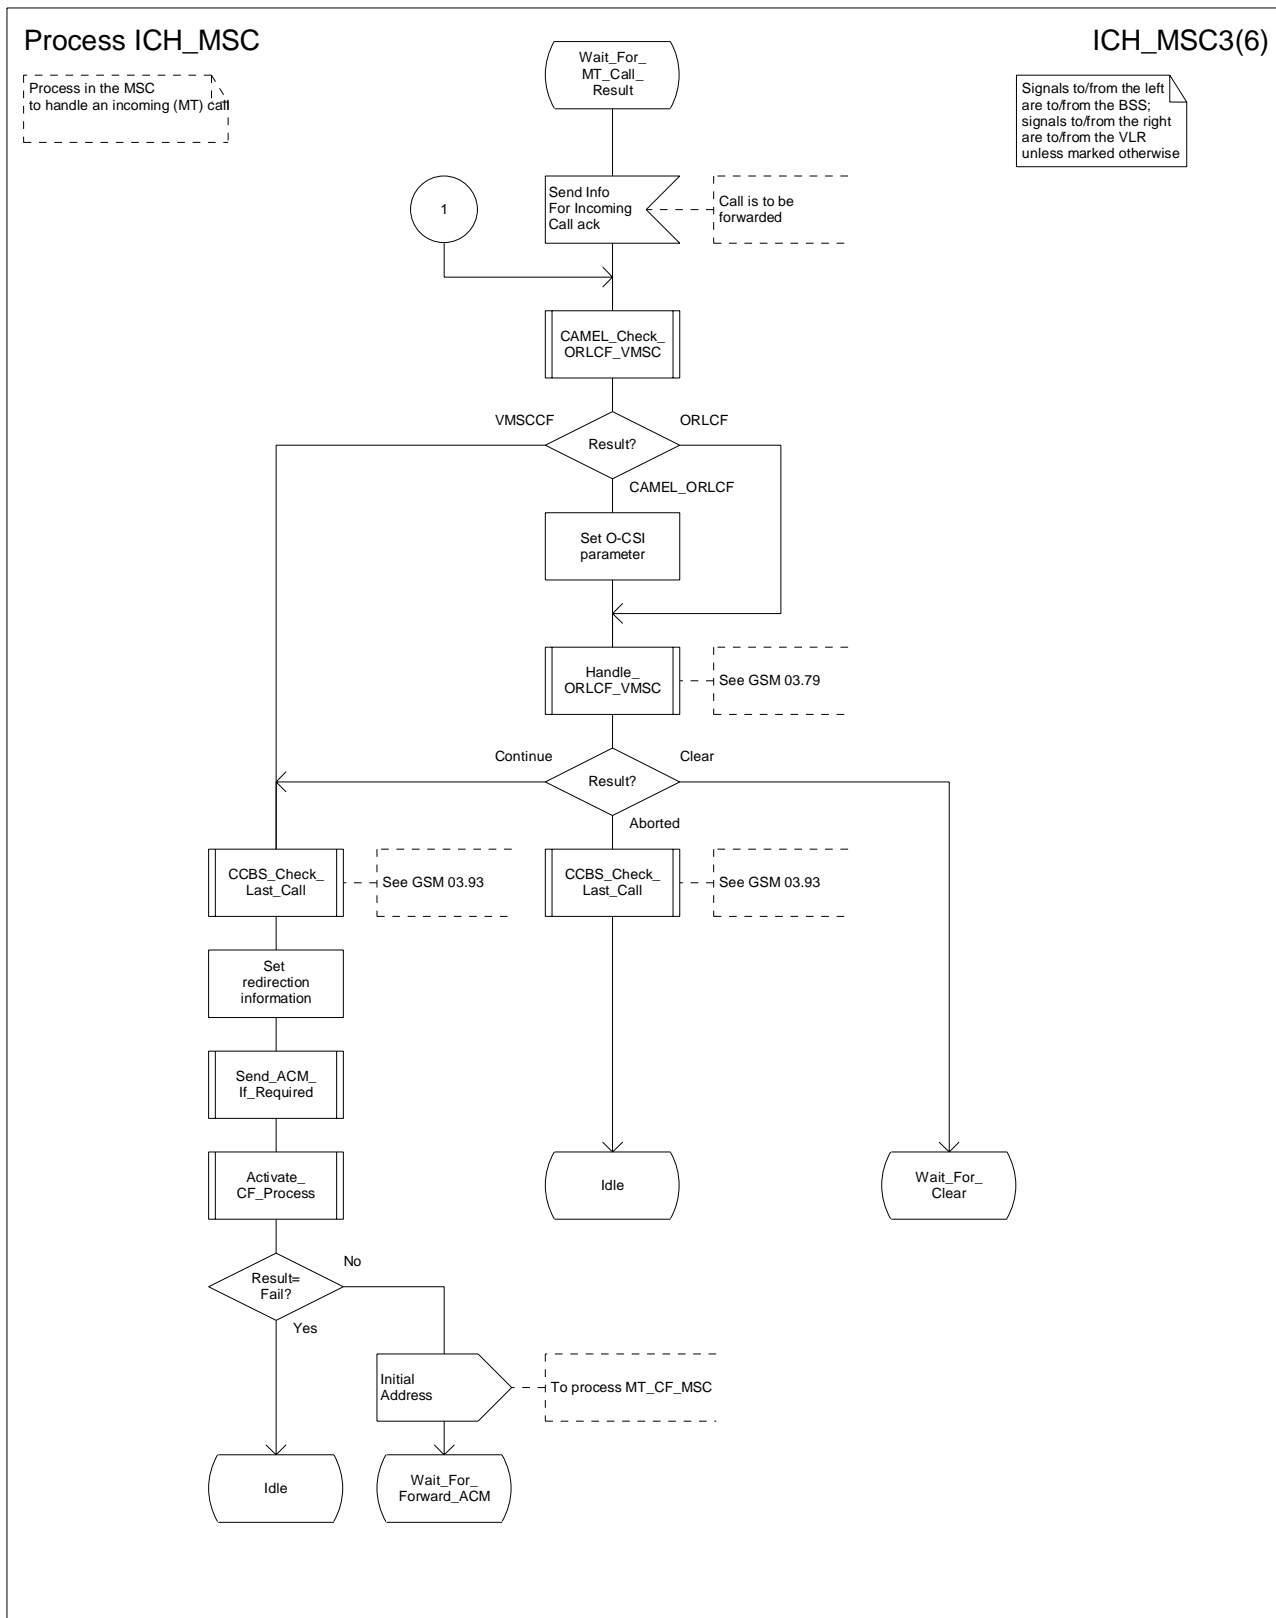 Process ICH_MSC
ICH_MSC3(6)
Process in the MSC
to handle an incoming (MT) call
Signals to/from the left
are to/from the BSS;
signals to/from the right
are to/from the VLR
unless marked otherwise
Wait_For_
MT_Call_
Result
1
Send Info
For Incoming
Call ack
Call is to be
forwarded
CAMEL_Check_
ORLCF_VMSC
VMSCCF
Result?
ORLCF
CAMEL_ORLCF
Set O-CSI
parameter
Handle_
ORLCF_VMSC
See GSM 03.79
Continue
Result?
Clear
Aborted
CCBS_Check_
Last_Call
See GSM 03.93
CCBS_Check_
Last_Call
See GSM 03.93
Set
redirection
information
Send_ACM_
If_Required
Activate_
CF_Process
Idle
Wait_For_
Clear
Result=
Fail?
No
Yes
Initial
Address
To process MT_CF_MSC
Idle
Wait_For_
Forward_ACM